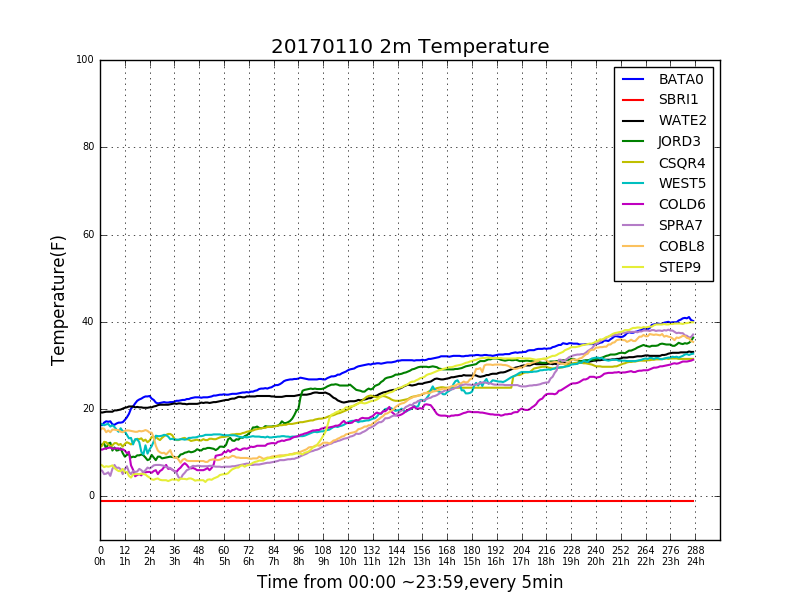 20170110 2m Temperature
100
80
60
40
20
0
Temperature(F)
BATA0
SBRI1
WATE2
JORD3
CSQR4
WEST5
COLD6
SPRA7
COBL8
STEP9
0 12 24 36 48 60 72 84 96 108 120 132 144 156 168 180 192 204 216 228 240 252 264 276 288
0h 1h 2h 3h 4h 5h 6h 7h 8h 9h 10h 11h 12h 13h 14h 15h 16h 17h 18h 19h 20h 21h 22h 23h 24h
Time from 00:00 ~23:59,every 5min